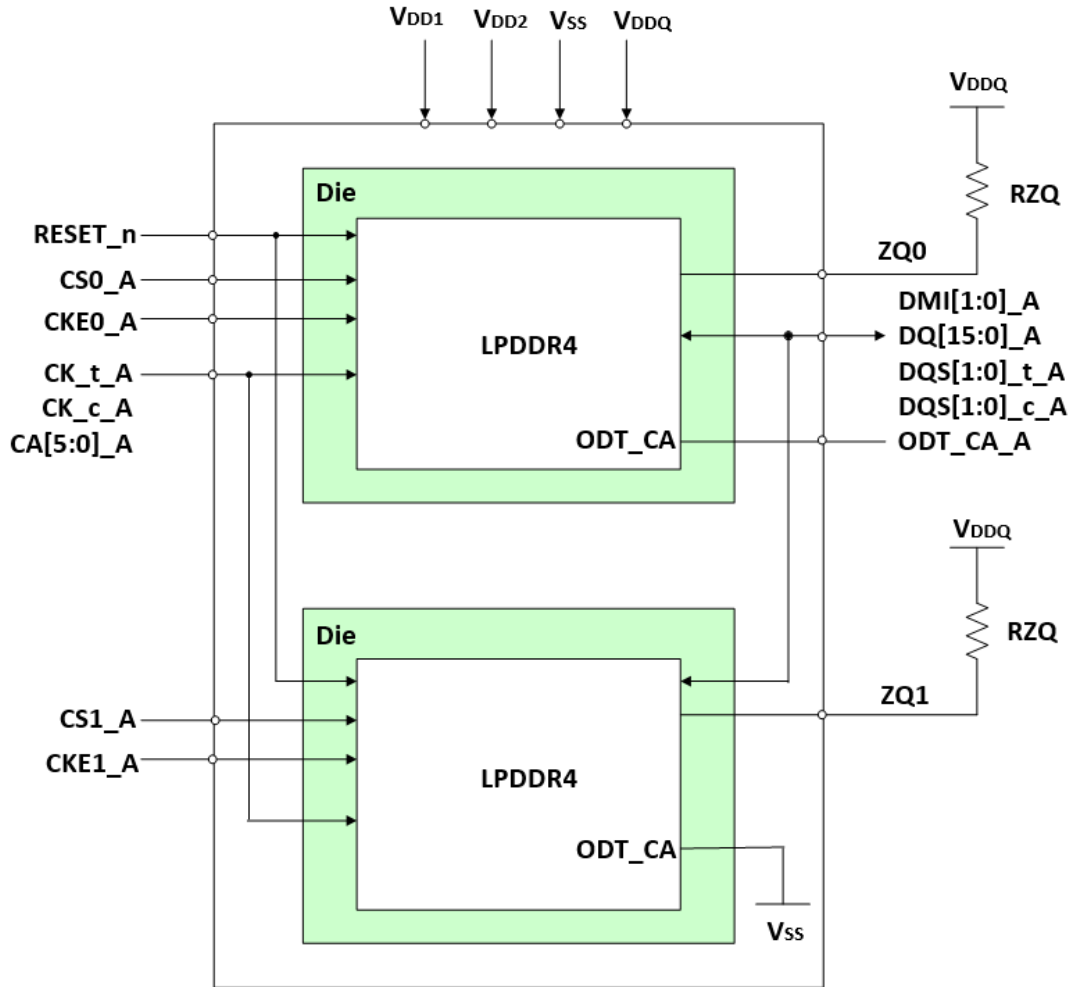 VDD1 VDD2 VSS VDDQ
VDDQ
Die
RZQ
RESET_n
ZQ0
CS0_A
DMI[1:0]_A
CKE0_A
DQ[15:0]_A
LPDDR4
CK_t_A
DQS[1:0]_t_A
CK_c_A
DQS[1:0]_c_A
CA[5:0]_A
ODT_CA
ODT_CA_A
VDDQ
Die
RZQ
ZQ1
CS1_A
CKE1_A
LPDDR4
ODT_CA
VSS